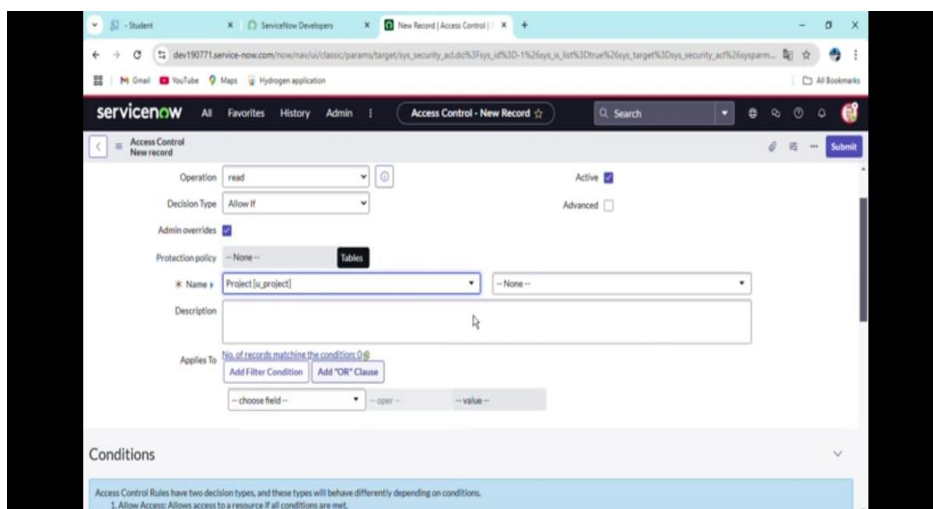 - Student
ServiceNow Developers
New Record | Access Control |
dev190771.service-now.com/now/nav/ui/classic/params/target/sys_security_acl.do%3Fsys_id%3D-1%26sys_is_list%3Dtrue%26sys_target%3Dsys_security_acl%26sysparm...
Gmail
YouTube
Maps
Hydrogen application
All Bookmarks
servicenow
All
Favorites
History
Admin
Access Control - New Record
Search
Access Control
New record
Submit
Operation
read
Active
Decision Type
Allow If
Advanced
Admin overrides
Protection policy
-- None --
Tables
* Name
Project [u_project]
-- None --
Description
Applies To
No. of records matching the condition: 0
Add Filter Condition
Add "OR" Clause
-- choose field --
-- oper --
-- value --
Conditions
Access Control Rules have two decision types, and these types will behave differently depending on conditions.
1. Allow Access: Allows access to a resource if all conditions are met.